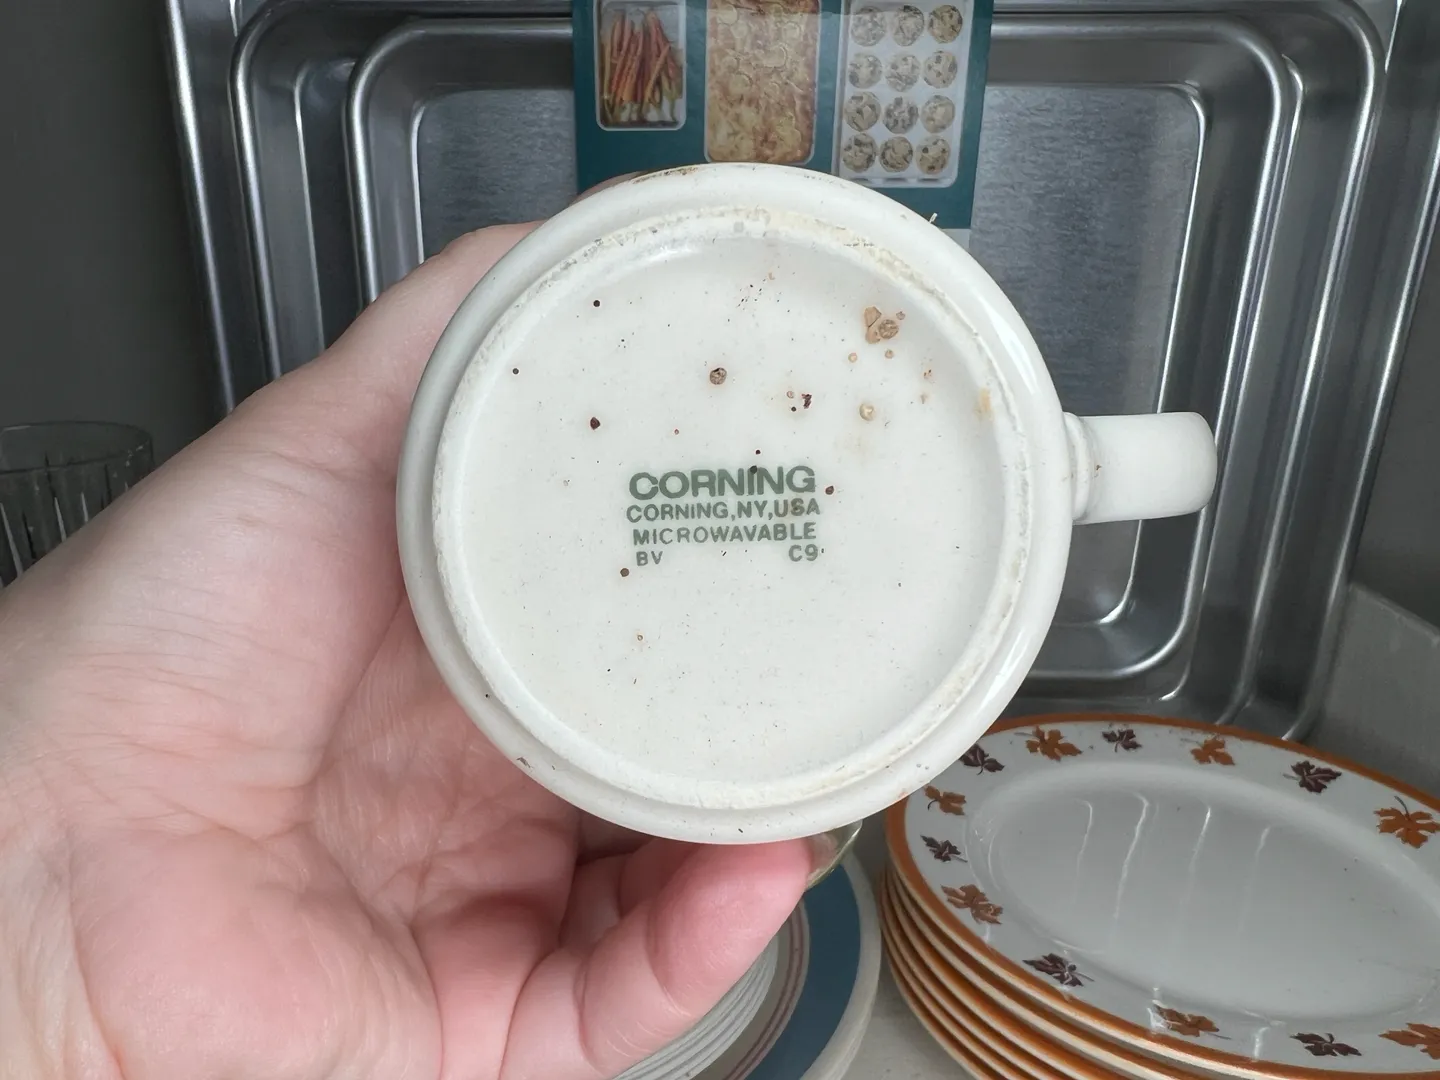 CORNING
CORNING, NY, USA
MICROWAVABLE
BV C9